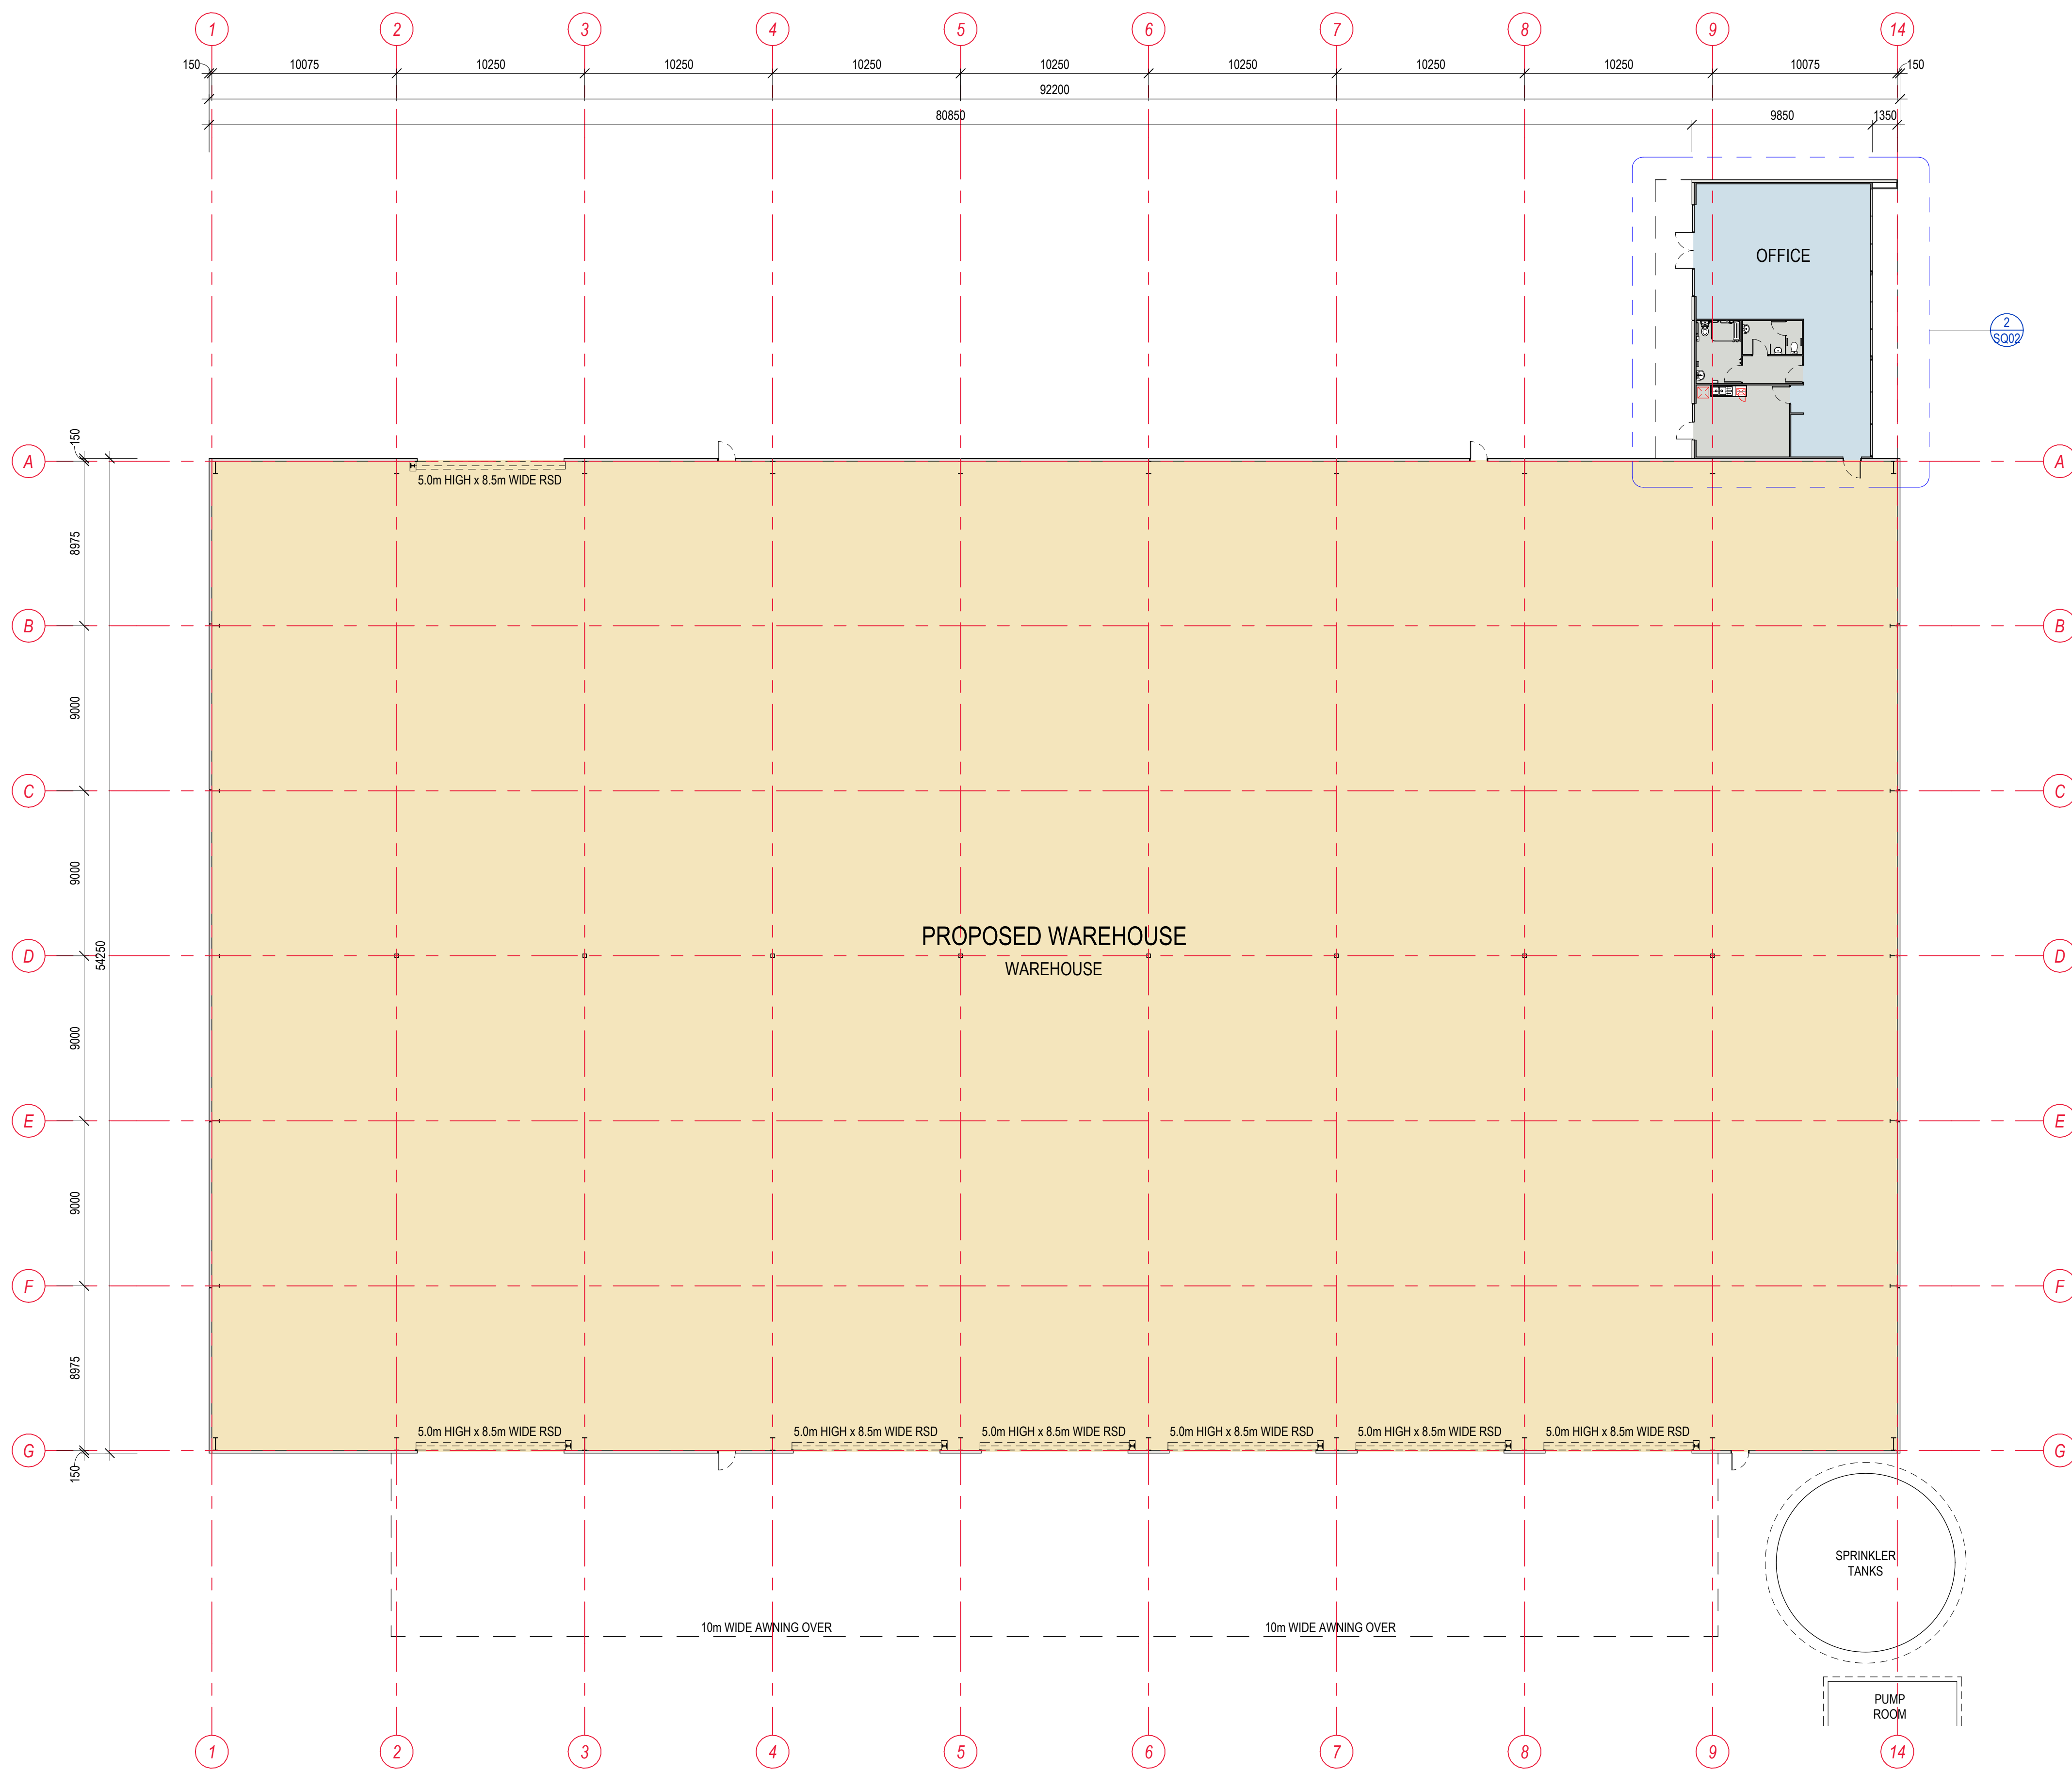 1 2 3 4 5 6 7 8 9 14
150 10075 10250 10250 10250 10250 10250 10250 10250 10075 150
92200
80850 9850 1350
OFFICE
2
SQ02
150
A A
5.0m HIGH x 8.5m WIDE RSD
8975
B B
9000
C C
9000
PROPOSED WAREHOUSE
D 54250 D
WAREHOUSE
9000
E E
9000
F F
8975
5.0m HIGH x 8.5m WIDE RSD 5.0m HIGH x 8.5m WIDE RSD 5.0m HIGH x 8.5m WIDE RSD 5.0m HIGH x 8.5m WIDE RSD 5.0m HIGH x 8.5m WIDE RSD 5.0m HIGH x 8.5m WIDE RSD
G G
150
SPRINKLER
TANKS
10m WIDE AWNING OVER 10m WIDE AWNING OVER
PUMP
ROOM
1 2 3 4 5 6 7 8 9 14